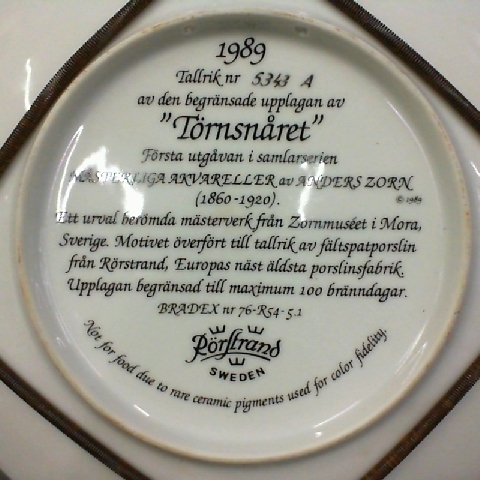 1989
Tallrik nr 5343 A
av den begränsade upplagan av
"Törnsnåret"
Första utgåvan i samlarserien
MÄSTERLIGA AKVARELLER av ANDERS ZORN
(1860-1920).
© 1989
Ett urval berömda mästerverk från Zornmuséet i Mora,
Sverige. Motivet överfört till tallrik av fältspatporslin
från Rörstrand, Europas näst äldsta porslinsfabrik.
Upplagan begränsad till maximum 100 bränndagar.
BRADEX nr 76-R54-5.1
Rörstrand
SWEDEN
Not for food due to rare ceramic pigments used for color fidelity.